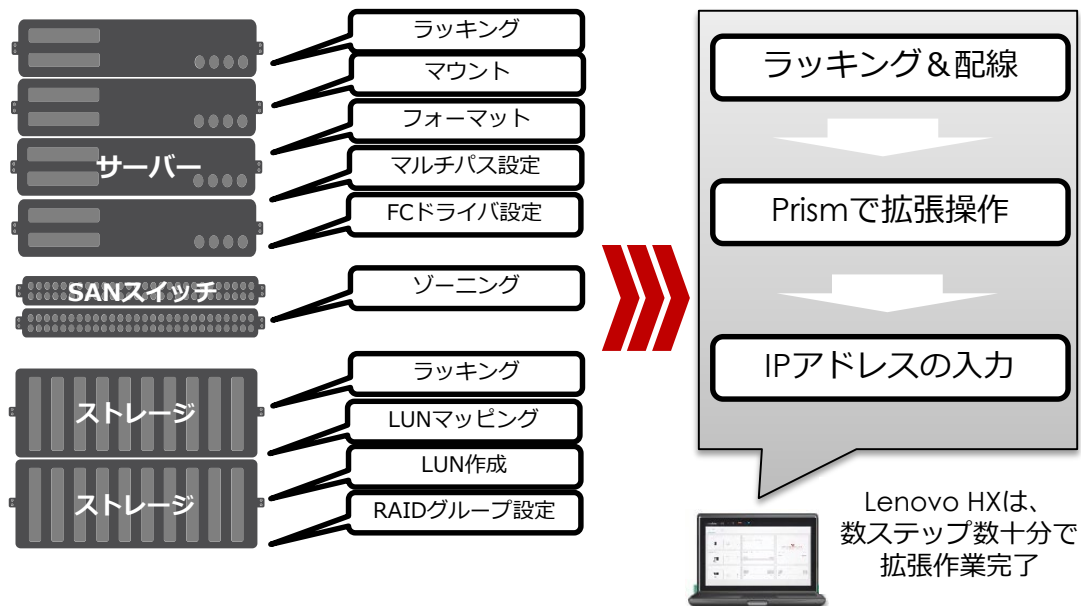 サーバー
SANスイッチ
ストレージ
ストレージ
ラッキング
マウント
フォーマット
マルチパス設定
FCドライバ設定
ゾーニング
ラッキング
LUNマッピング
LUN作成
RAIDグループ設定
ラッキング＆配線
Prismで拡張操作
IPアドレスの入力
Lenovo HXは、
数ステップ数十分で
拡張作業完了